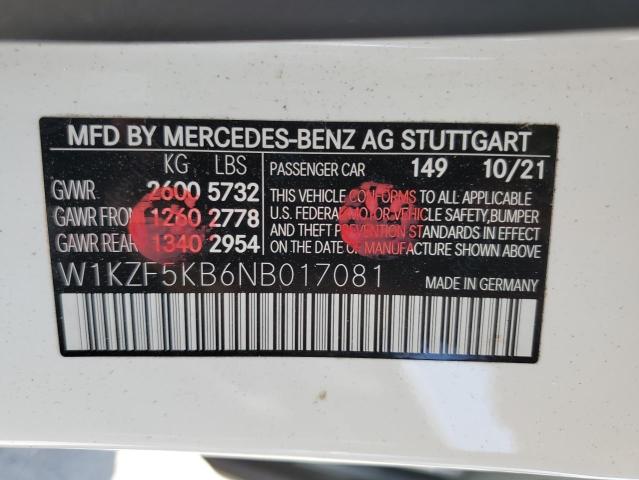 MFD BY MERCEDES-BENZ AG STUTTGART
KG LBS PASSENGER CAR 149 10/21
GVWR 2600 5732 THIS VEHICLE CONFORMS TO ALL APPLICABLE
GAWR FRONT 1260 2778 U.S. FEDERAL MOTOR VEHICLE SAFETY, BUMPER
GAWR REAR 1340 2954 AND THEFT PREVENTION STANDARDS IN EFFECT
ON THE DATE OF MANUFACTURE SHOWN ABOVE
W1KZF5KB6NB017081 MADE IN GERMANY